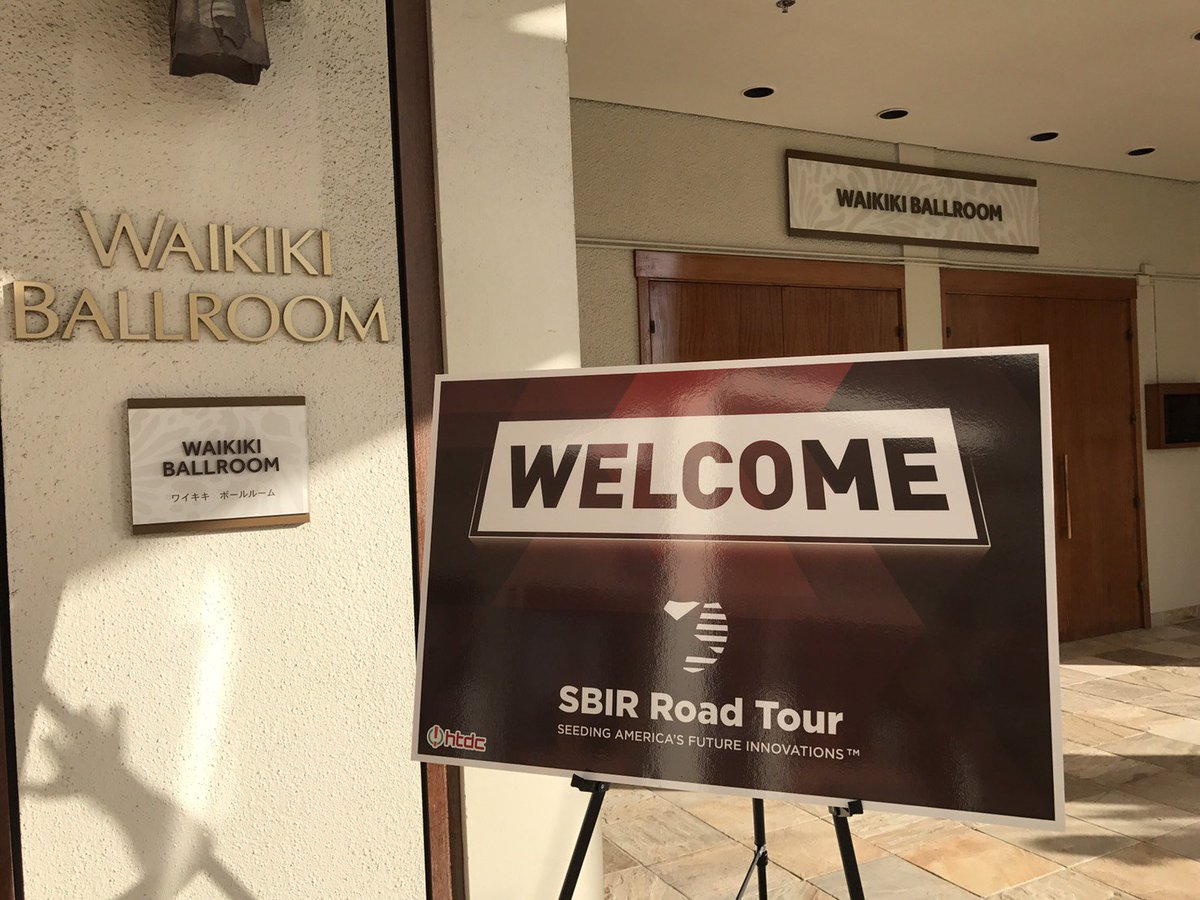 WAIKIKI
BALLROOM
WAIKIKI
BALLROOM
ワイキキ ボールルーム
WAIKIKI BALLROOM
WELCOME
SBIR Road Tour
SEEDING AMERICA'S FUTURE INNOVATIONS™
htdc